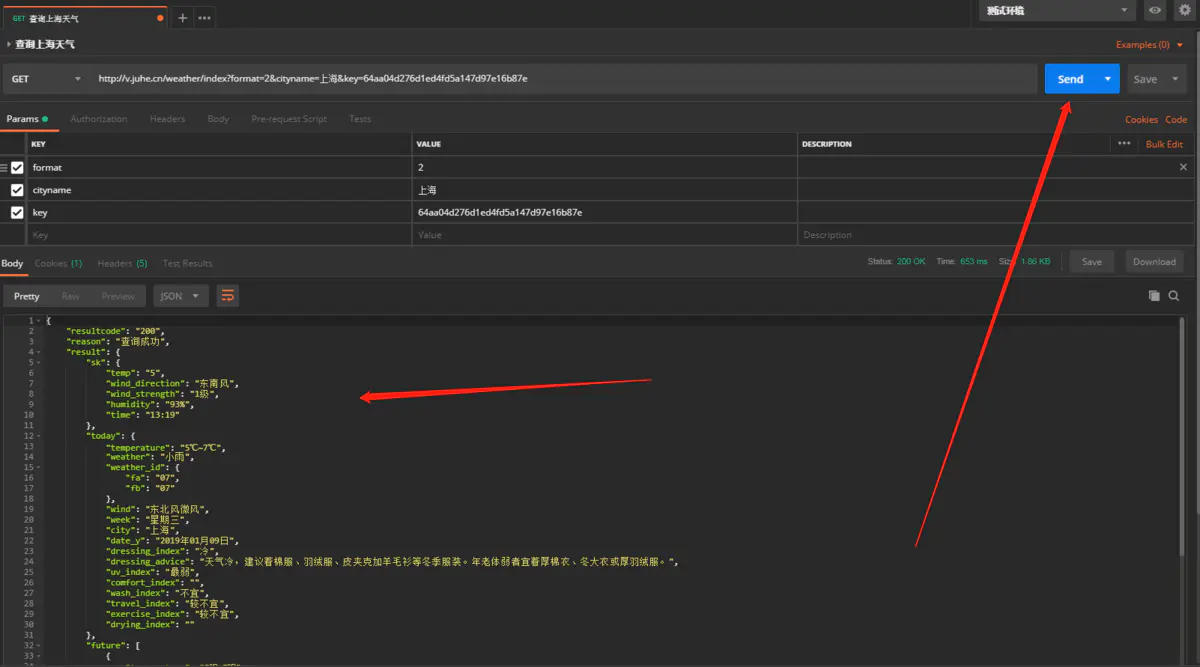 GET 查询上海天气
测试环境
查询上海天气
Examples (0)
GET
http://v.juhe.cn/weather/index?format=2&cityname=上海&key=64aa04d276d1ed4fd5a147d97e16b87e
Send
Save
Params Authorization Headers Body Pre-request Script Tests
Cookies Code
KEY VALUE DESCRIPTION ••• Bulk Edit
format 2
cityname 上海
key 64aa04d276d1ed4fd5a147d97e16b87e
Key Value Description
Body Cookies (1) Headers (5) Test Results
Status: 200 OK Time: 653 ms Size: 1.86 KB Save Download
Pretty Raw Preview JSON
1 {
2 "resultcode": "200",
3 "reason": "查询成功",
4 "result": {
5 "sk": {
6 "temp": "5",
7 "wind_direction": "东南风",
8 "wind_strength": "1级",
9 "humidity": "93%",
10 "time": "13:19"
11 },
12 "today": {
13 "temperature": "5℃~7℃",
14 "weather": "小雨",
15 "weather_id": {
16 "fa": "07",
17 "fb": "07"
18 },
19 "wind": "东北风微风",
20 "week": "星期三",
21 "city": "上海",
22 "date_y": "2019年01月09日",
23 "dressing_index": "冷",
24 "dressing_advice": "天气冷，建议着棉服、羽绒服、皮夹克加羊毛衫等冬季服装。年老体弱者宜着厚棉衣、冬大衣或厚羽绒服。",
25 "uv_index": "最弱",
26 "comfort_index": "",
27 "wash_index": "不宜",
28 "travel_index": "较不宜",
29 "exercise_index": "较不宜",
30 "drying_index": ""
31 },
32 "future": [
33 {